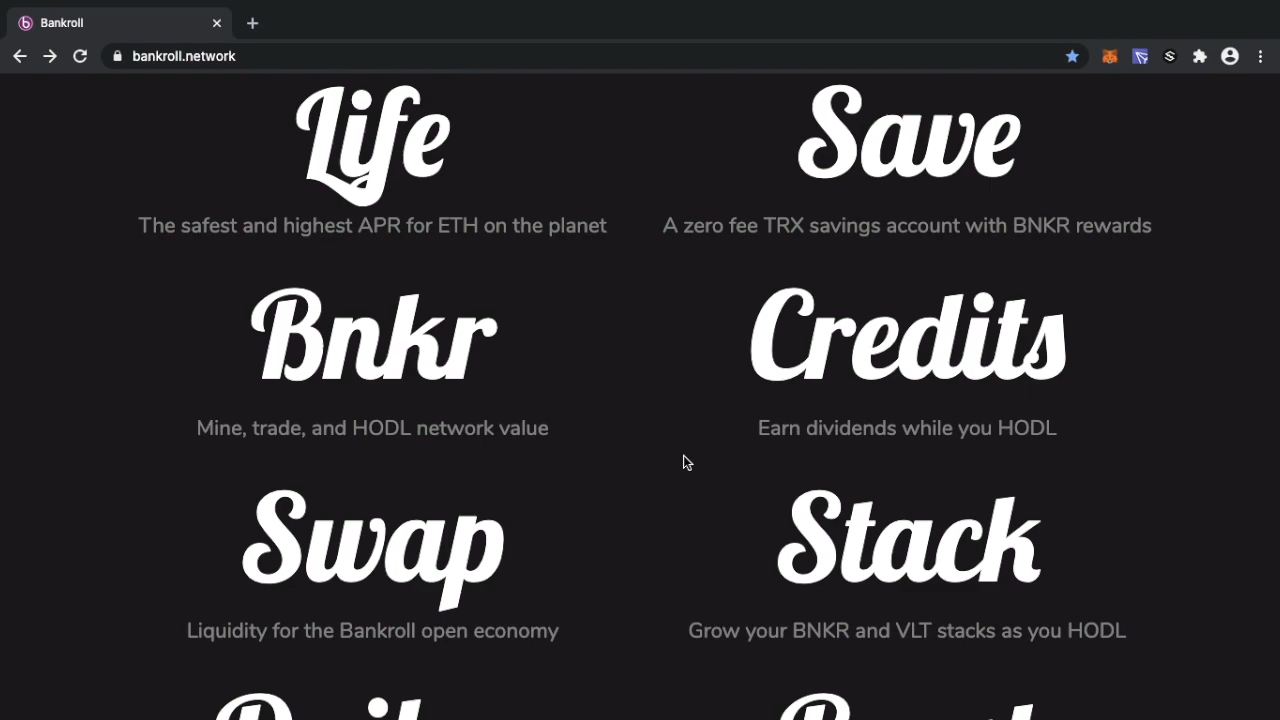 Bankroll
bankroll.network
Life
Save
The safest and highest APR for ETH on the planet
A zero fee TRX savings account with BNKR rewards
Bnkr
Credits
Mine, trade, and HODL network value
Earn dividends while you HODL
Swap
Stack
Liquidity for the Bankroll open economy
Grow your BNKR and VLT stacks as you HODL